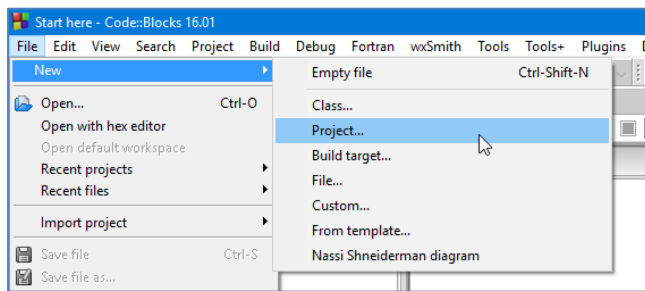 Start here - Code::Blocks 16.01
File Edit View Search Project Build Debug Fortran wxSmith Tools Tools+ Plugins
New
Empty file Ctrl-Shift-N
Open... Ctrl-O
Class...
Open with hex editor
Project...
Open default workspace
Build target...
Recent projects
File...
Recent files
Custom...
Import project
From template...
Save file Ctrl-S
Nassi Shneiderman diagram
Save file as...